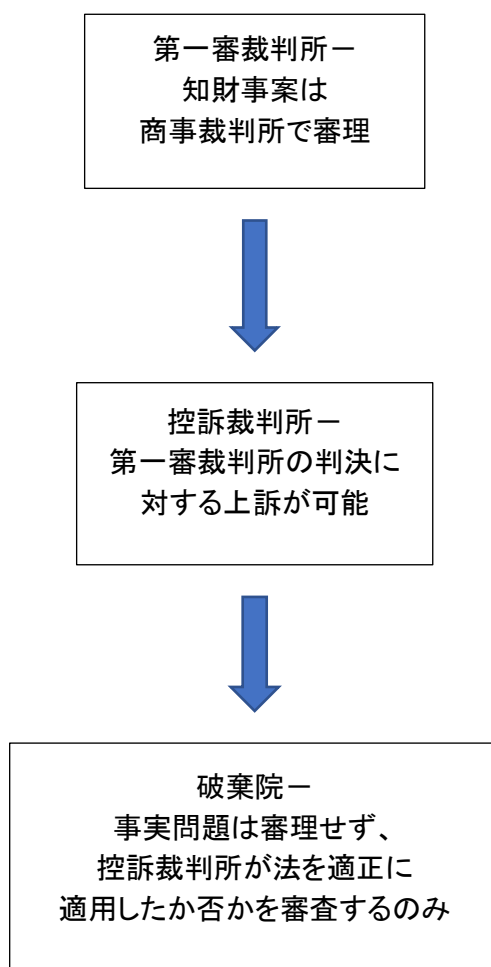 第一審裁判所－
知財事案は
商事裁判所で審理
控訴裁判所－
第一審裁判所の判決に
対する上訴が可能
破棄院－
事実問題は審理せず、
控訴裁判所が法を適正に
適用したか否かを審査するのみ